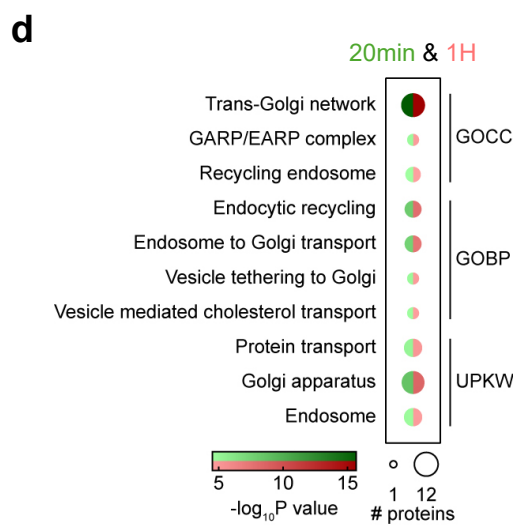 d
20min & 1H
Trans-Golgi network
GARP/EARP complex
Recycling endosome
GOCC
Endocytic recycling
Endosome to Golgi transport
Vesicle tethering to Golgi
Vesicle mediated cholesterol transport
GOBP
Protein transport
Golgi apparatus
Endosome
UPKW
5 10 15
-log10P value
1 12
# proteins